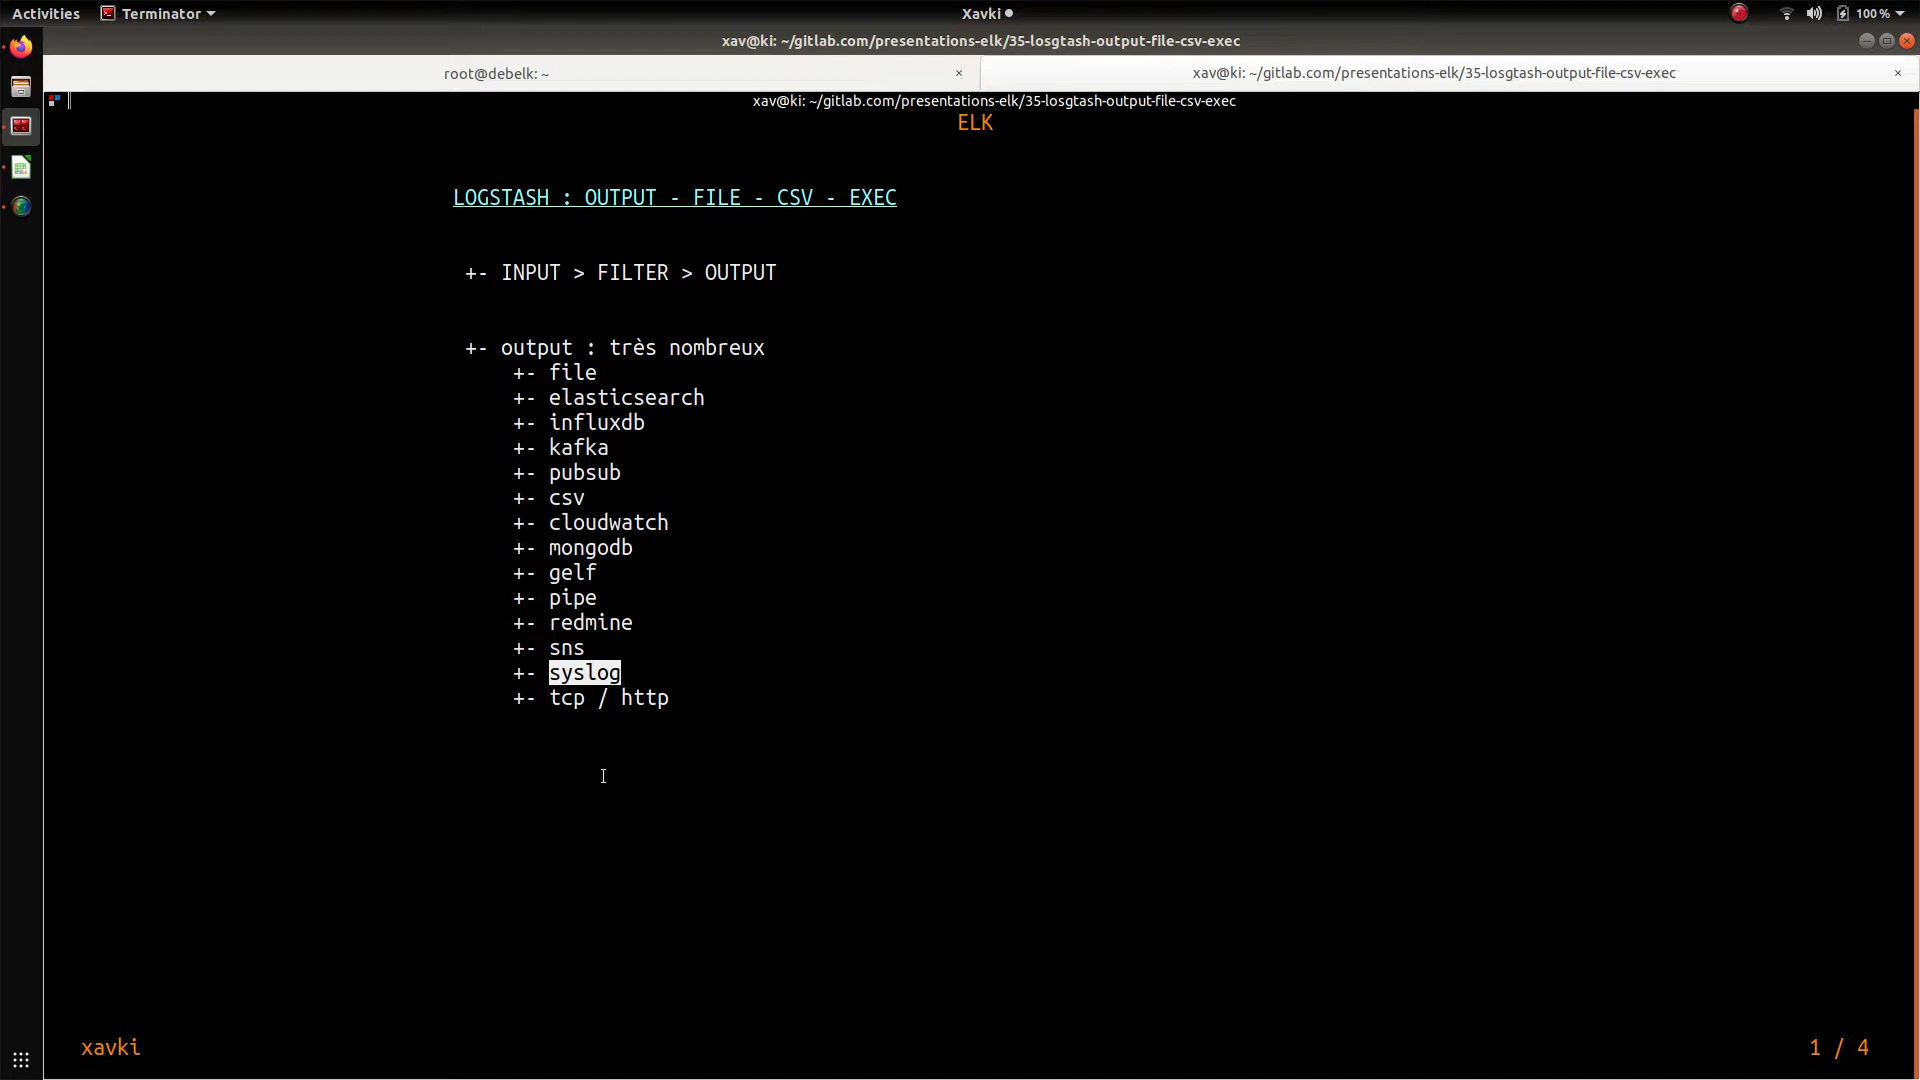 Activities Terminator Xavki 100 %
xav@ki: ~/gitlab.com/presentations-elk/35-losgtash-output-file-csv-exec
root@debelk: ~ × xav@ki: ~/gitlab.com/presentations-elk/35-losgtash-output-file-csv-exec ×
xav@ki: ~/gitlab.com/presentations-elk/35-losgtash-output-file-csv-exec
ELK
LOGSTASH : OUTPUT - FILE - CSV - EXEC
+- INPUT > FILTER > OUTPUT
+- output : très nombreux
+- file
+- elasticsearch
+- influxdb
+- kafka
+- pubsub
+- csv
+- cloudwatch
+- mongodb
+- gelf
+- pipe
+- redmine
+- sns
+- syslog
+- tcp / http
xavki 1 / 4